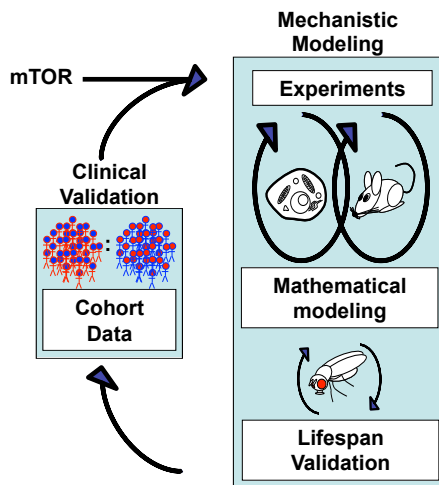 Mechanistic
Modeling
mTOR
Experiments
Clinical
Validation
:
Cohort
Data
Mathematical
modeling
Lifespan
Validation